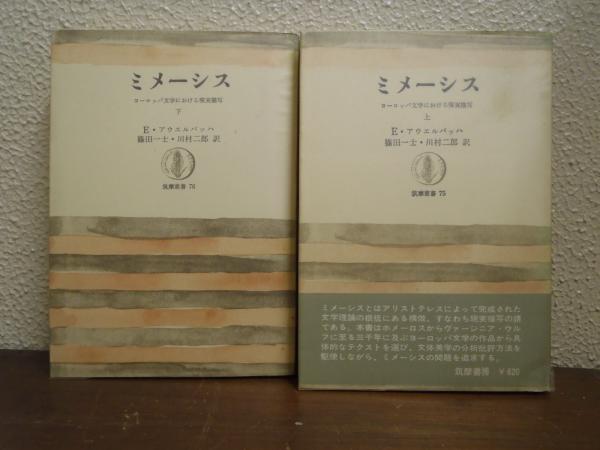 ミメーシス
ヨーロッパ文学における現実描写
下
E・アウエルバッハ
篠田一士・川村二郎 訳
筑摩叢書 76
ミメーシス
ヨーロッパ文学における現実描写
上
E・アウエルバッハ
篠田一士・川村二郎 訳
筑摩叢書 75
ミメーシスとはアリストテレスによって完成された
文学理論の根柢にある模倣、すなわち現実描写の謂
である。本書はホメーロスからヴァージニア・ウル
フに至る三千年に及ぶヨーロッパ文学の作品から具
体的なテクストを選び、文体美学の分析批評方法を
駆使しながら、ミメーシスの問題を追求する。
筑摩書房 ￥820